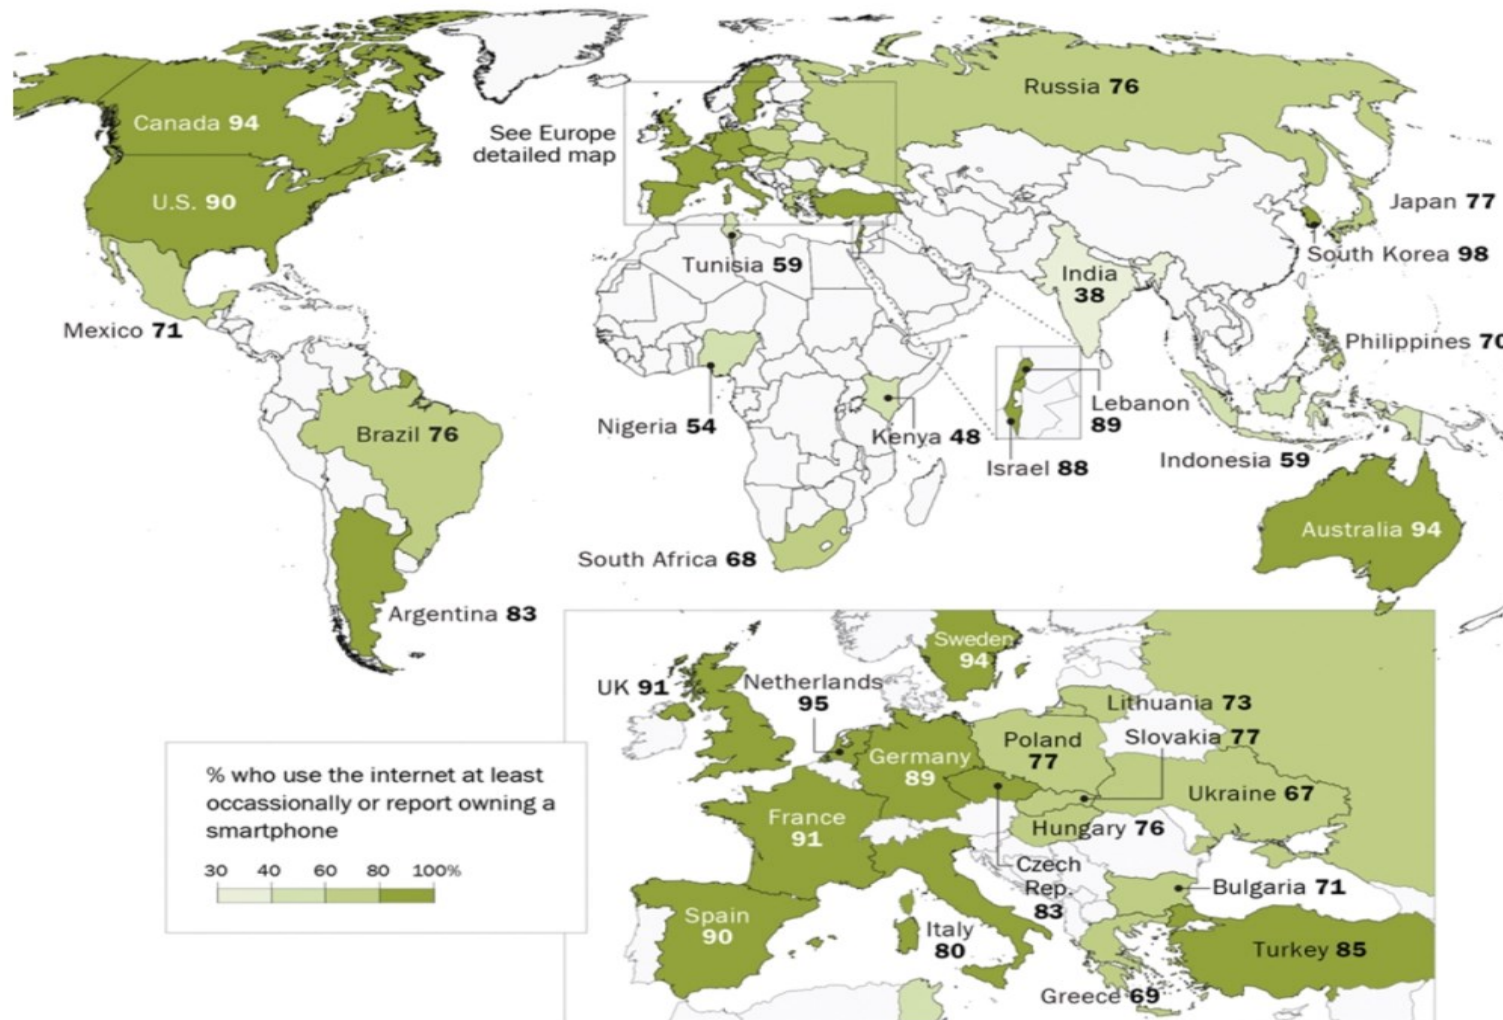 Canada 94
U.S. 90
Mexico 71
Brazil 76
Argentina 83
See Europe
detailed map
Russia 76
Japan 77
South Korea 98
Tunisia 59
India
38
Philippines 70
Nigeria 54
Kenya 48
Lebanon
89
Israel 88
Indonesia 59
South Africa 68
Australia 94
% who use the internet at least
occassionally or report owning a
smartphone
30 40 60 80 100%
Sweden
94
UK 91
Netherlands
95
Lithuania 73
Germany
89
Poland
77
Slovakia 77
France
91
Ukraine 67
Hungary 76
Czech
Rep.
83
Bulgaria 71
Spain
90
Italy
80
Turkey 85
Greece 69